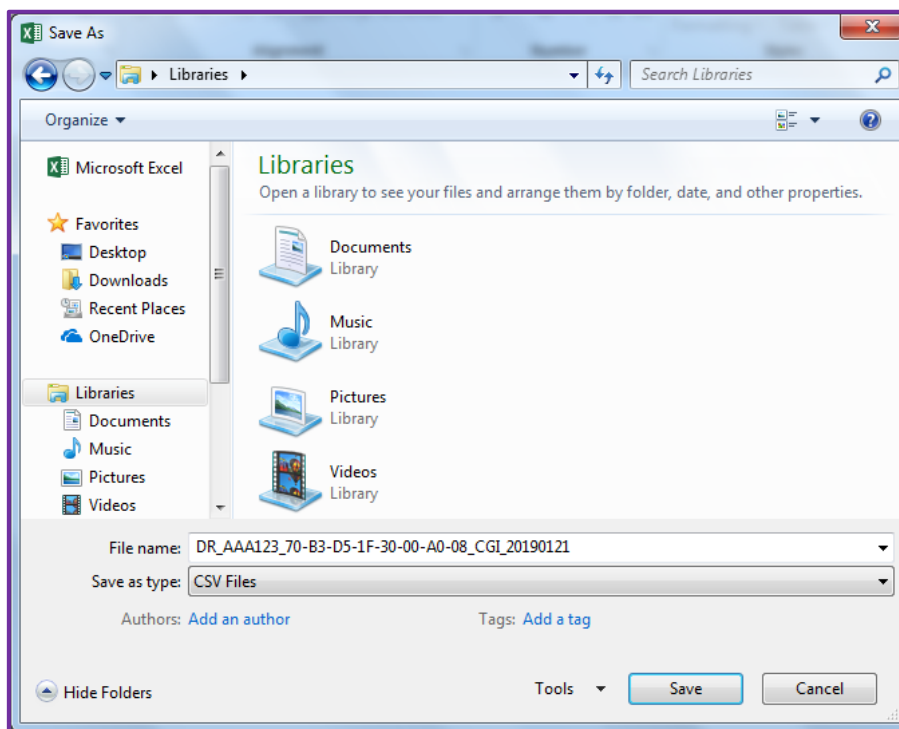 Save As
Libraries
Search Libraries
Organize
Microsoft Excel
Favorites
Desktop
Downloads
Recent Places
OneDrive
Libraries
Documents
Music
Pictures
Videos
Libraries
Open a library to see your files and arrange them by folder, date, and other properties.
Documents
Library
Music
Library
Pictures
Library
Videos
Library
File name: DR_AAA123_70-B3-D5-1F-30-00-A0-08_CGI_20190121
Save as type: CSV Files
Authors: Add an author Tags: Add a tag
Hide Folders Tools Save Cancel